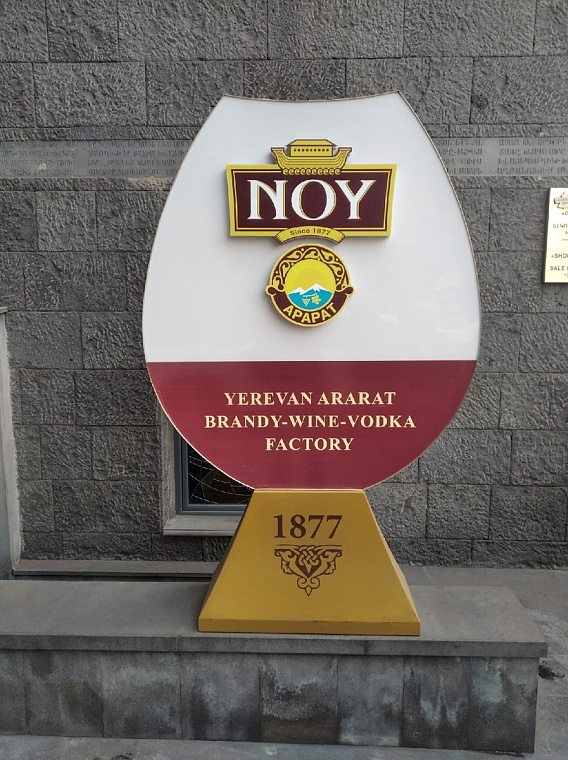 NOY
Since 1877
АРАРАТ
YEREVAN ARARAT
BRANDY-WINE-VODKA
FACTORY
1877